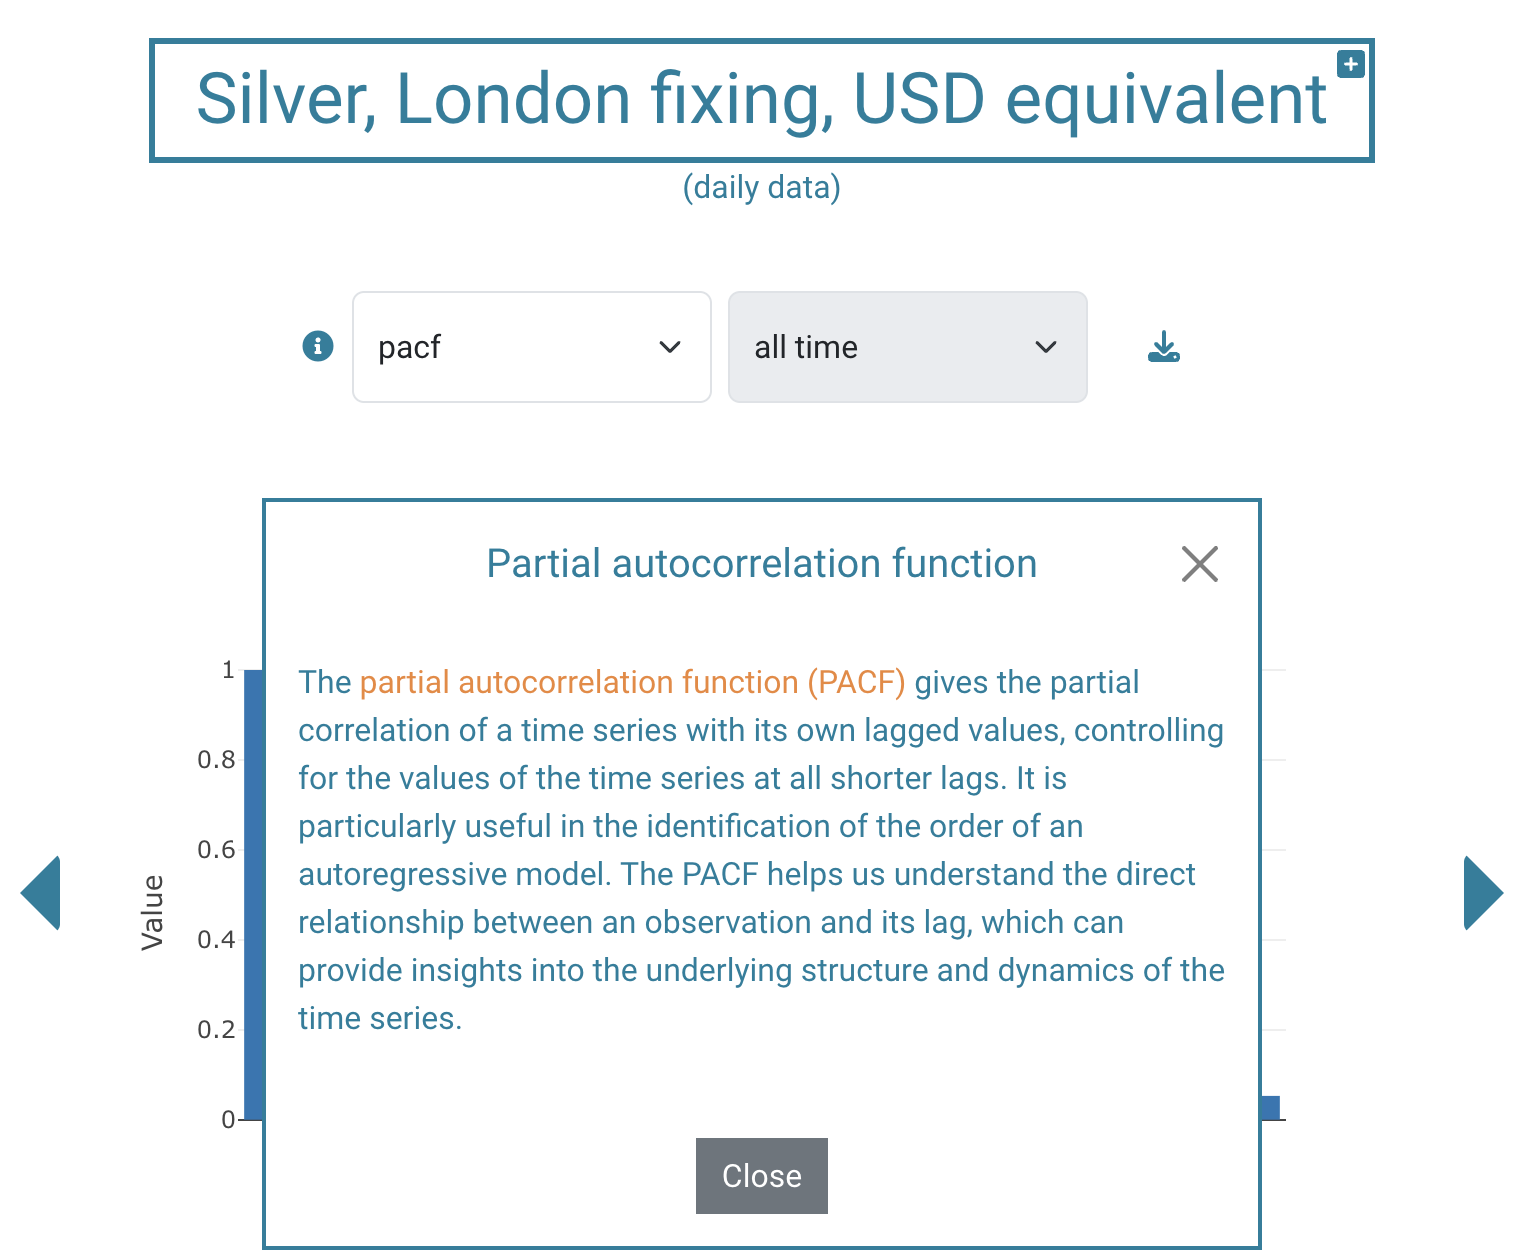 Silver, London fixing, USD equivalent
(daily data)
pacf
all time
Partial autocorrelation function
The partial autocorrelation function (PACF) gives the partial
correlation of a time series with its own lagged values, controlling
for the values of the time series at all shorter lags. It is
particularly useful in the identification of the order of an
autoregressive model. The PACF helps us understand the direct
relationship between an observation and its lag, which can
provide insights into the underlying structure and dynamics of the
time series.
Close
Value
1
0.8
0.6
0.4
0.2
0